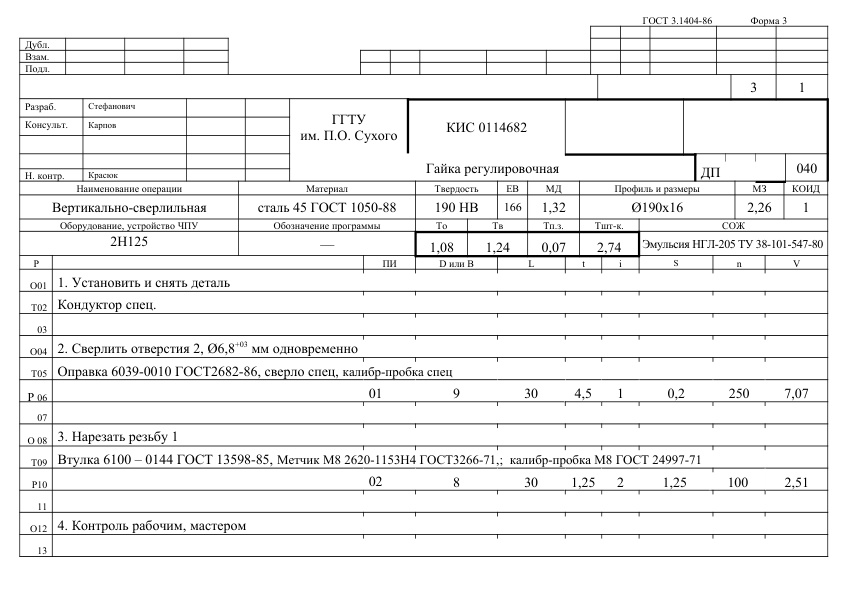 ГОСТ 3.1404-86 Форма 3
Дубл.
Взам.
Подл.
3 1
Разраб. Стефанович
Консульт. Карпов
ГГТУ
им. П.О. Сухого
КИС 0114682
Гайка регулировочная
Н. контр. Красюк
ДП 040
Наименование операции Материал Твердость ЕВ МД Профиль и размеры МЗ КОИД
Вертикально-сверлильная сталь 45 ГОСТ 1050-88 190 НВ 166 1,32 Ø190х16 2,26 1
Оборудование, устройство ЧПУ Обозначение программы То Тв Тп.з. Тшт-к. СОЖ
2Н125 — 1,08 1,24 0,07 2,74 Эмульсия НГЛ-205 ТУ 38-101-547-80
Р ПИ D или В L t i S n V
О01 1. Установить и снять деталь
Т02 Кондуктор спец.
03
О04 2. Сверлить отверстия 2, Ø6,8⁺⁰³ мм одновременно
Т05 Оправка 6039-0010 ГОСТ2682-86, сверло спец, калибр-пробка спец
Р 06 01 9 30 4,5 1 0,2 250 7,07
07
О 08 3. Нарезать резьбу 1
Т09 Втулка 6100 – 0144 ГОСТ 13598-85, Метчик М8 2620-1153Н4 ГОСТ3266-71,; калибр-пробка М8 ГОСТ 24997-71
Р10 02 8 30 1,25 2 1,25 100 2,51
11
О12 4. Контроль рабочим, мастером
13